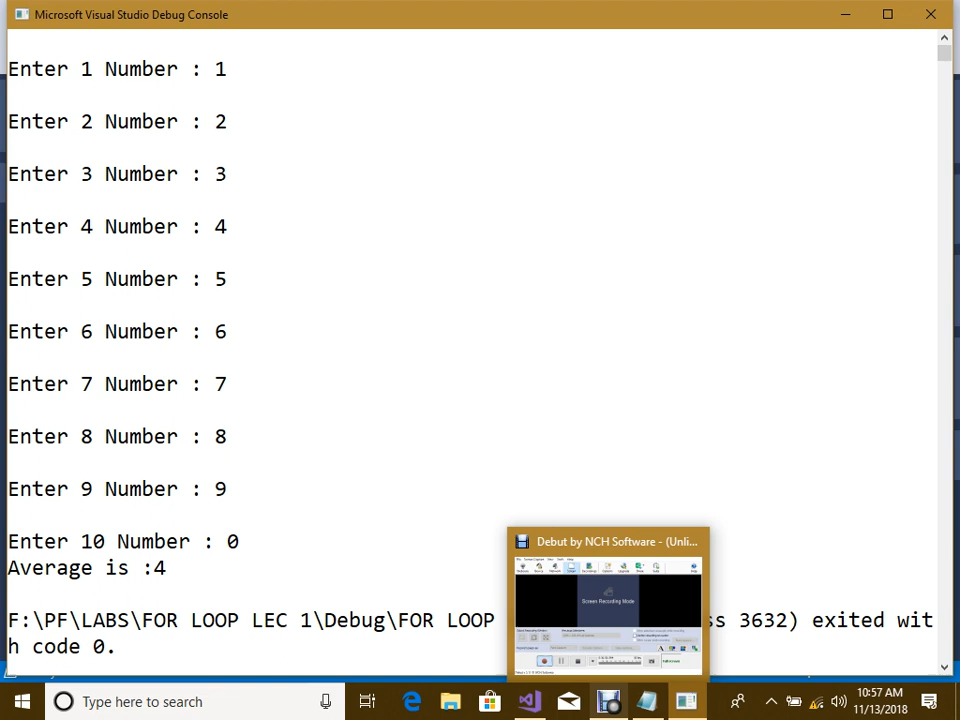 Microsoft Visual Studio Debug Console
Enter 1 Number : 1
Enter 2 Number : 2
Enter 3 Number : 3
Enter 4 Number : 4
Enter 5 Number : 5
Enter 6 Number : 6
Enter 7 Number : 7
Enter 8 Number : 8
Enter 9 Number : 9
Enter 10 Number : 0
Average is :4
F:\PF\LABS\FOR LOOP LEC 1\Debug\FOR LOOP ss 3632) exited wit
h code 0.
Debut by NCH Software - (Unli...
Screen Recording Mode
Type here to search
10:57 AM
11/13/2018